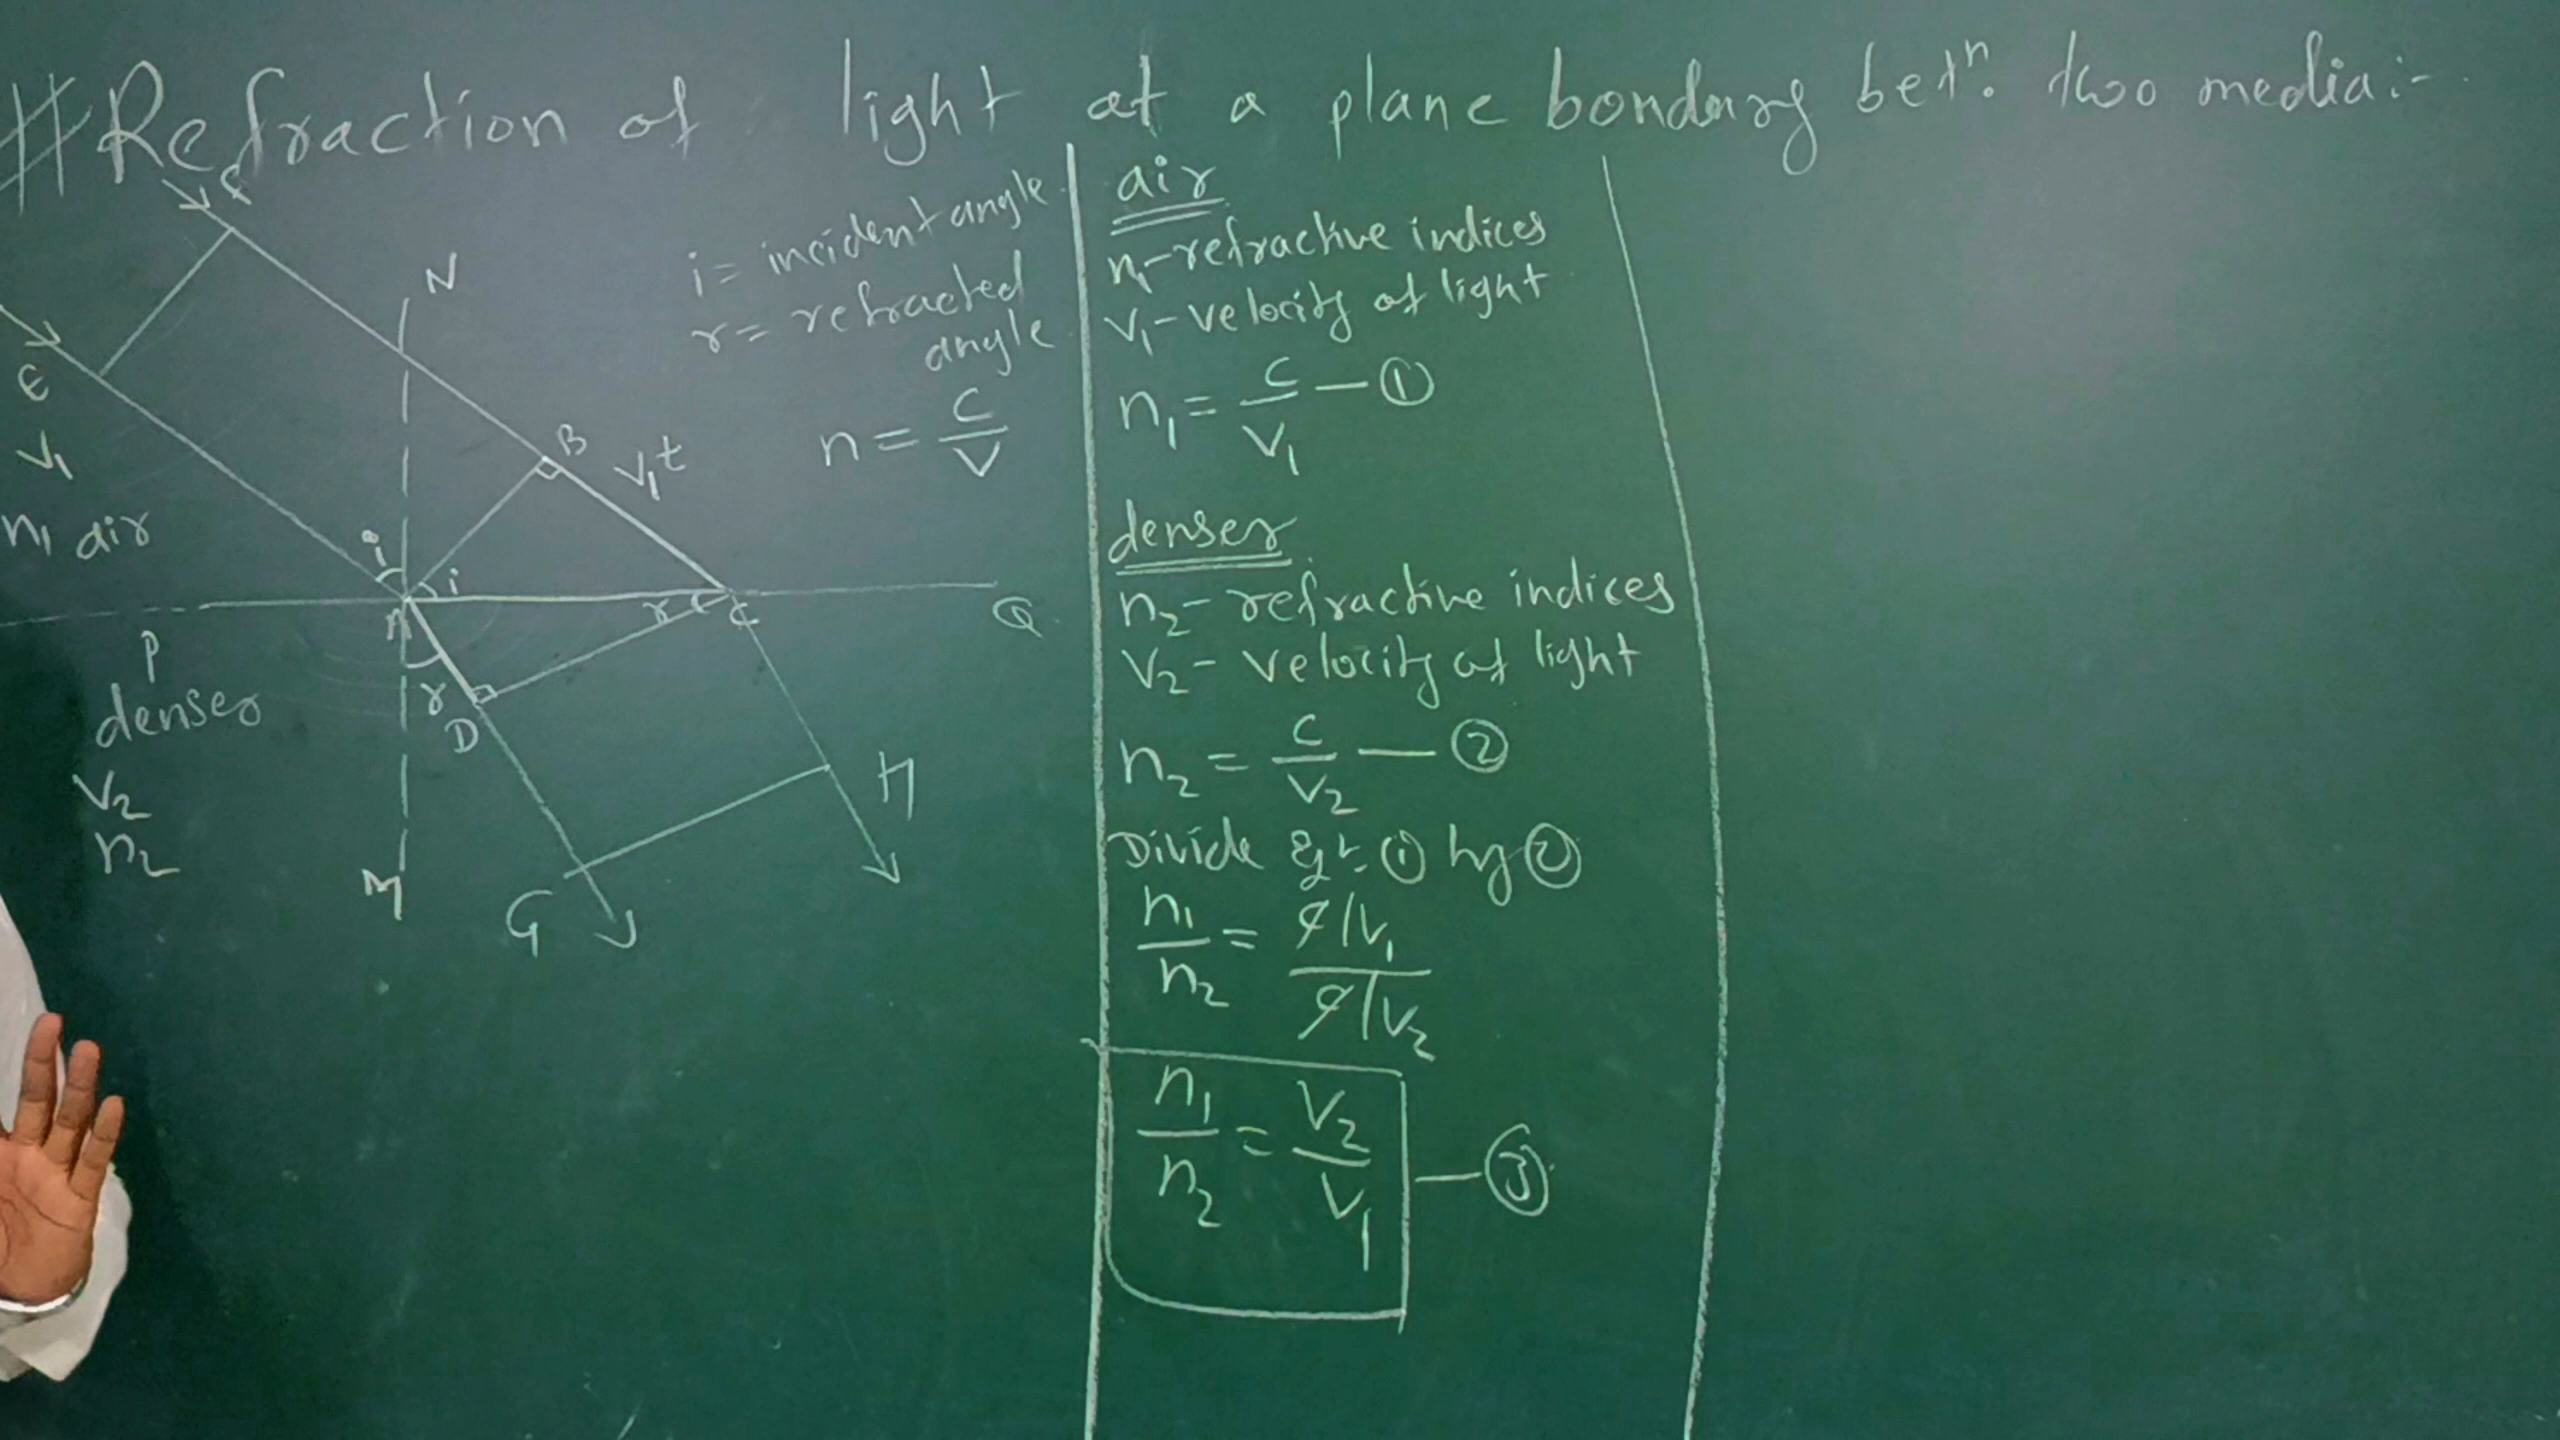 #Refraction of light at a plane bondary betn. two media:-
F
E
V1
n1 air
N
i
i
B
V1t
A
r
C
Q
P
denser
V2
n2
r
D
M
G
H
i = incident angle
r = refracted
angle
n = C/V
air
n1-refractive indices
V1-velocity of light
n1 = C/V1 — ①
denser
n2 - refractive indices
V2 - velocity of light
n2 = C/V2 — ②
Divide eqn. ① by ②
n1/n2 = C/V1 / C/V2
n1/n2 = V2/V1 — ③